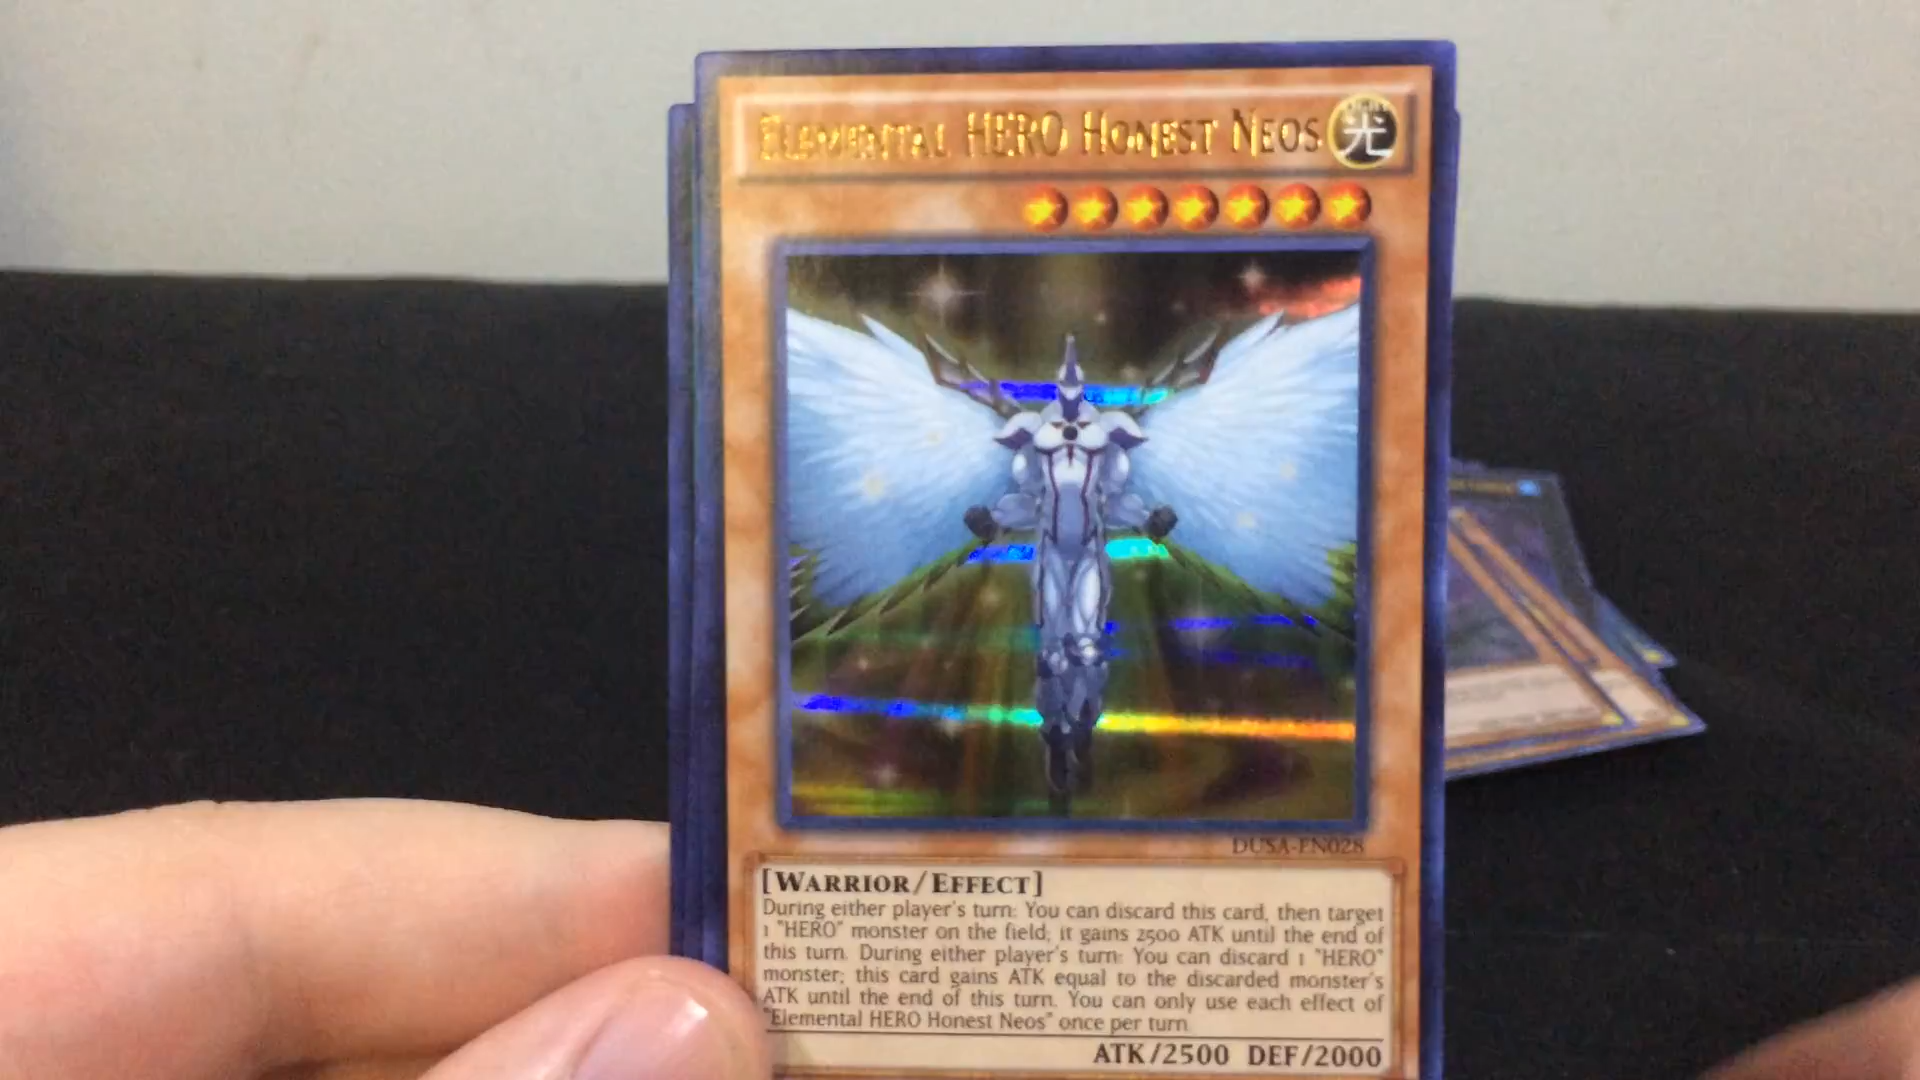 Elemental HERO Honest Neos
光
DUSA-EN028
[Warrior/Effect]
During either player's turn: You can discard this card, then target
1 "HERO" monster on the field; it gains 2500 ATK until the end of
this turn. During either player's turn: You can discard 1 "HERO"
monster; this card gains ATK equal to the discarded monster's
ATK until the end of this turn. You can only use each effect of
"Elemental HERO Honest Neos" once per turn.
ATK/2500 DEF/2000